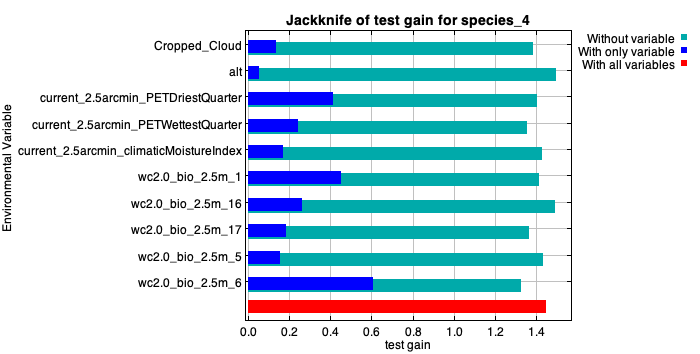 Jackknife of test gain for species_4
Without variable
With only variable
With all variables
Environmental Variable
Cropped_Cloud
alt
current_2.5arcmin_PETDriestQuarter
current_2.5arcmin_PETWettestQuarter
current_2.5arcmin_climaticMoistureIndex
wc2.0_bio_2.5m_1
wc2.0_bio_2.5m_16
wc2.0_bio_2.5m_17
wc2.0_bio_2.5m_5
wc2.0_bio_2.5m_6
0.0 0.2 0.4 0.6 0.8 1.0 1.2 1.4
test gain